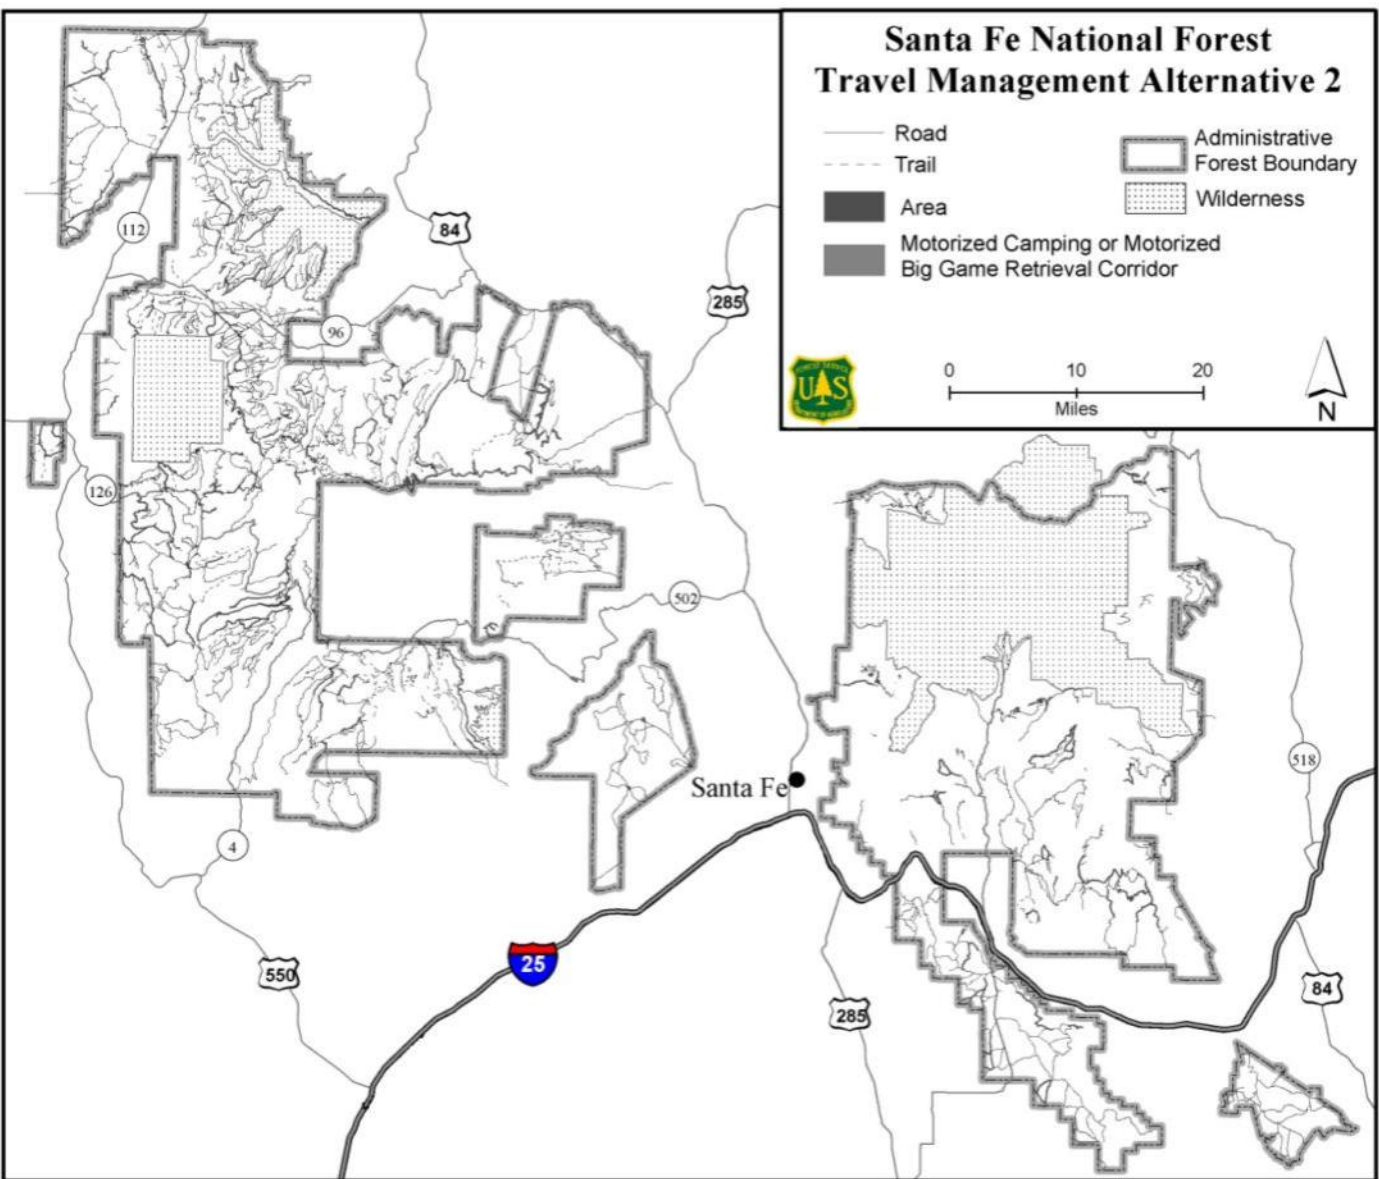 Santa Fe National Forest
Travel Management Alternative 2
Road
Trail
Area
Motorized Camping or Motorized
Big Game Retrieval Corridor
Administrative
Forest Boundary
Wilderness
US
0 10 20
Miles
N
112
84
285
96
126
502
Santa Fe
518
4
25
550
285
84